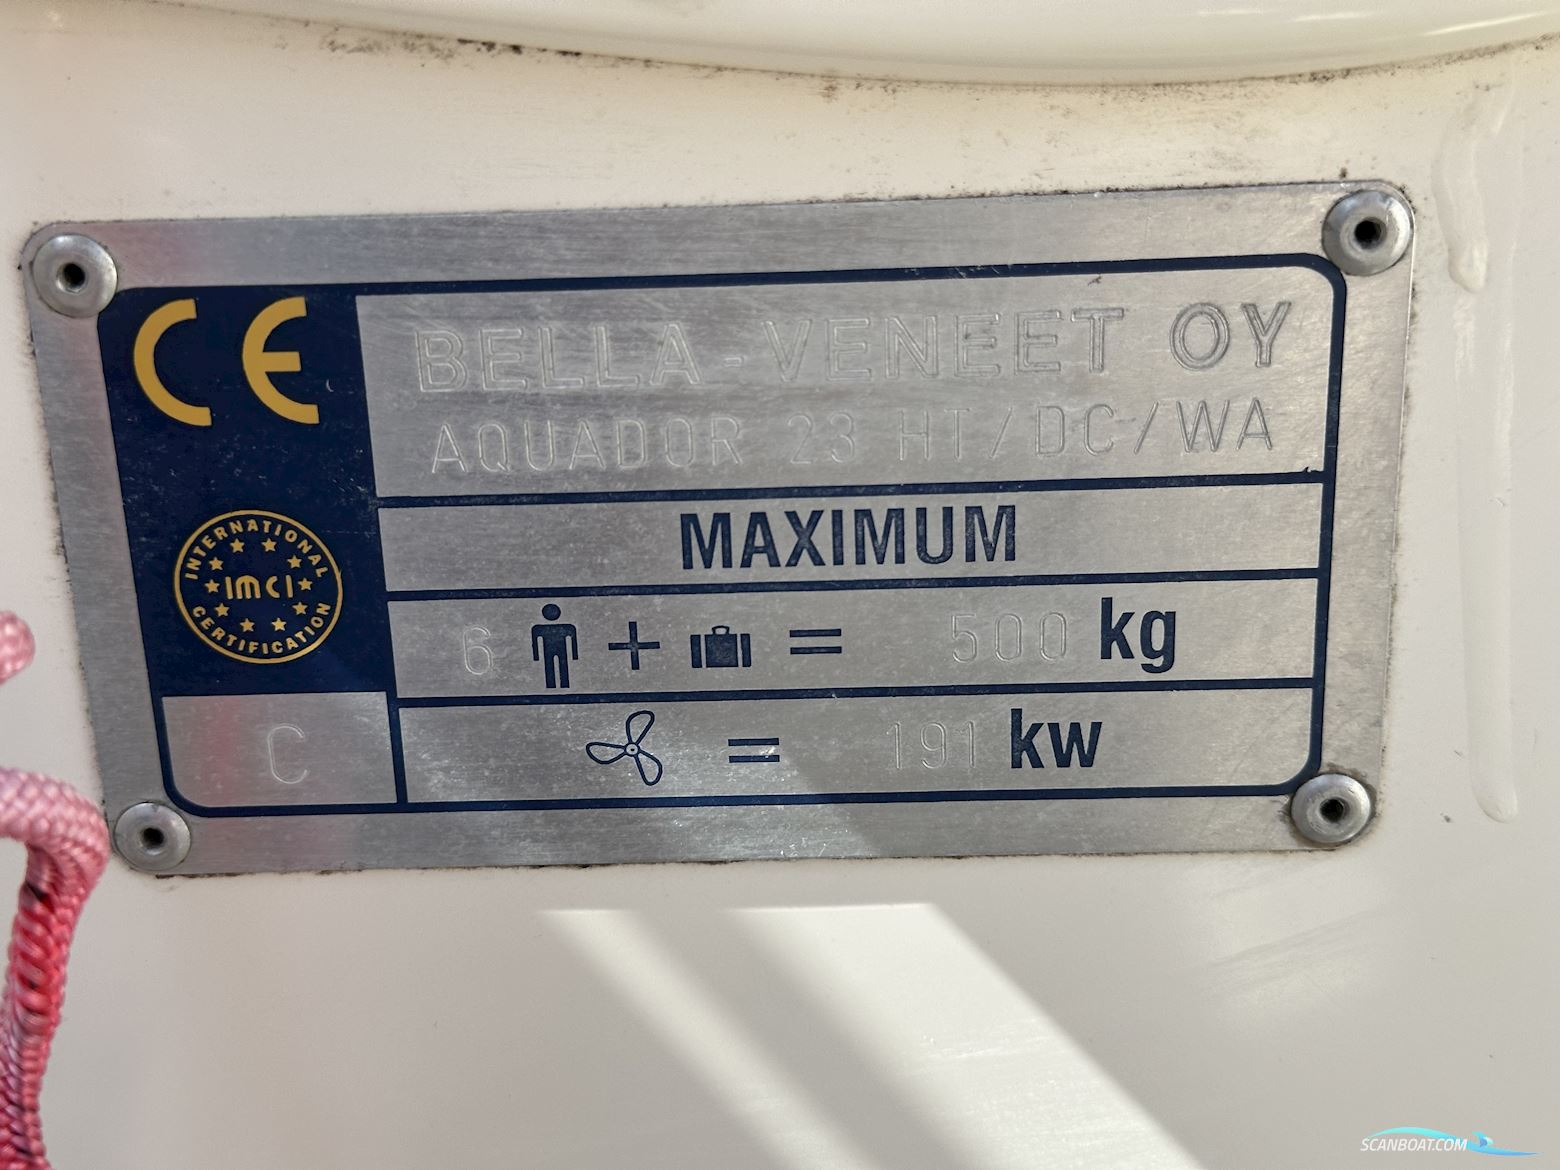 CE
BELLA-VENEET OY
AQUADOR 23 HT/DC/WA
INTERNATIONAL
IMCI
CERTIFICATION
MAXIMUM
6 + = 500 kg
C
= 191 kw
SCANBOAT.COM